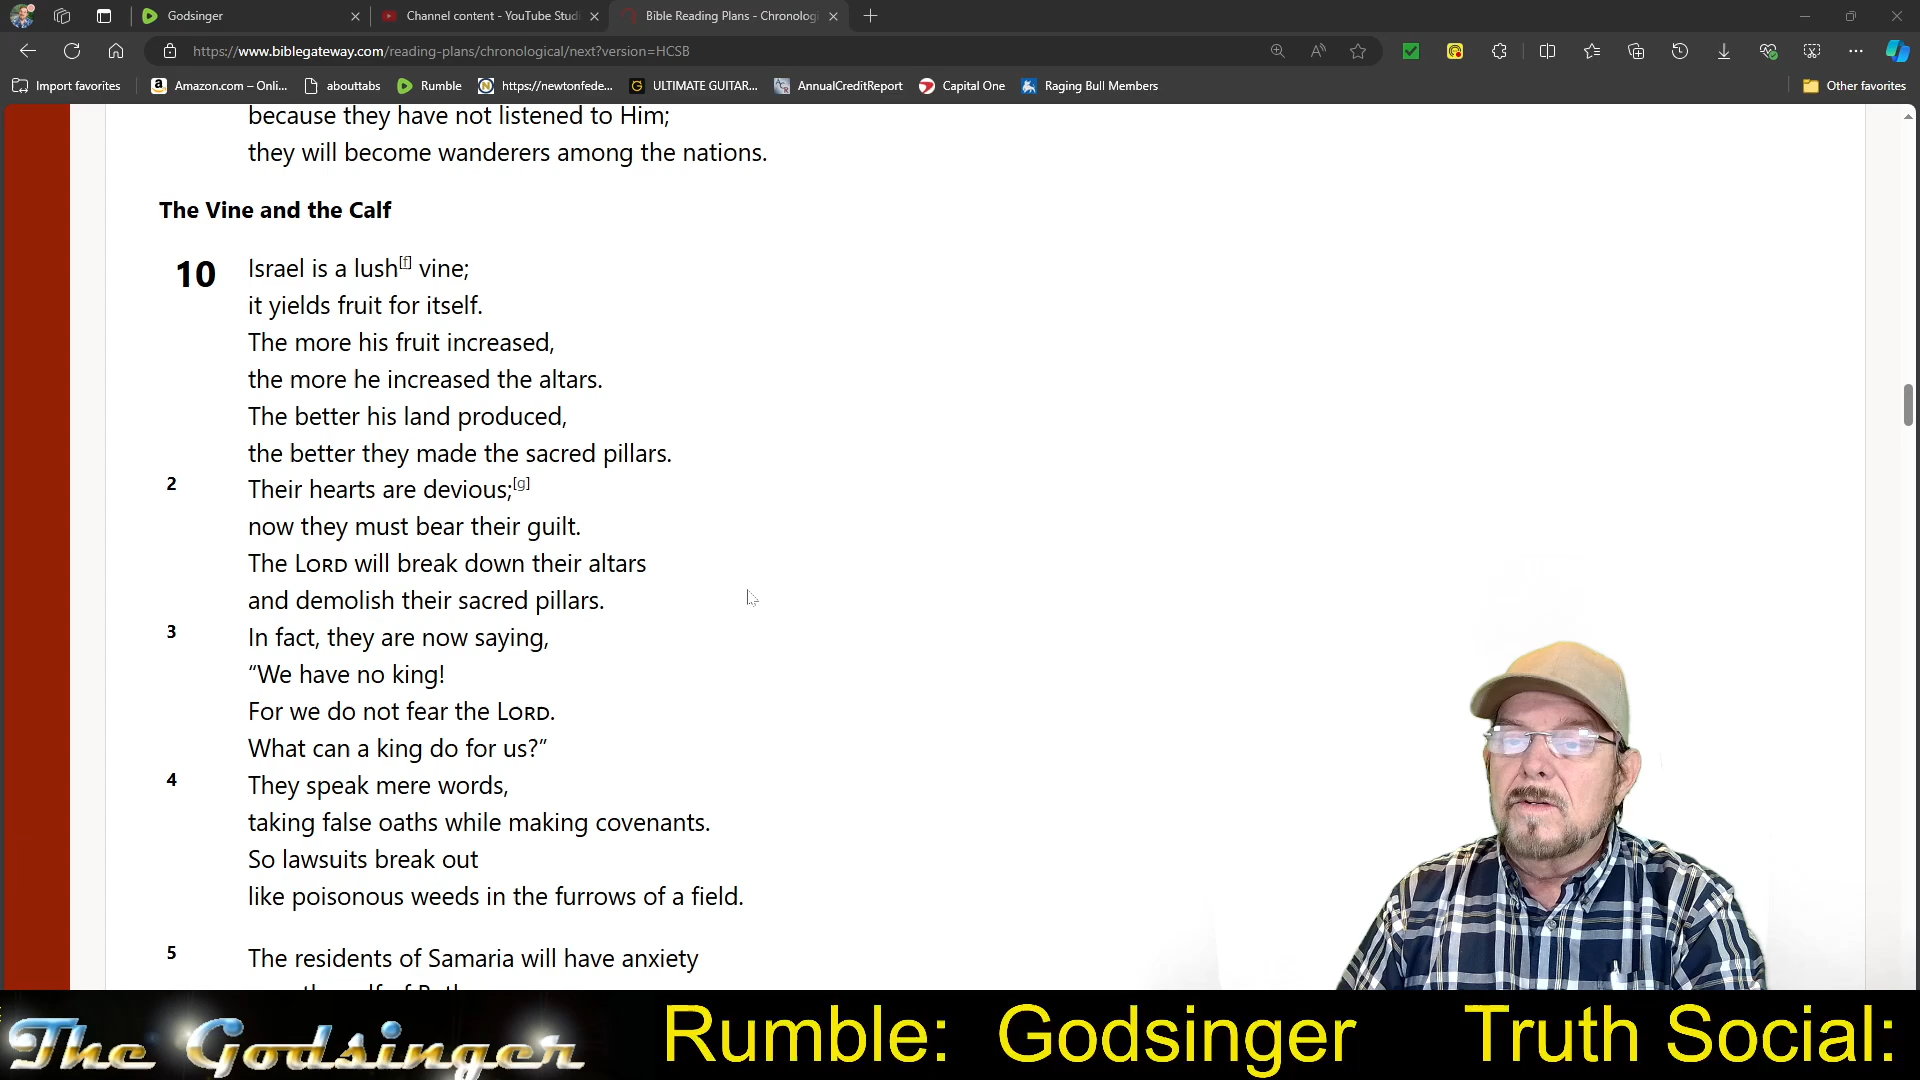 Godsinger
Channel content - YouTube Studi
Bible Reading Plans - Chronolog
https://www.biblegateway.com/reading-plans/chronological/next?version=HCSB
Import favorites
Amazon.com – Onli...
abouttabs
Rumble
https://newtonfede...
ULTIMATE GUITAR...
AnnualCreditReport
Capital One
Raging Bull Members
Other favorites
because they have not listened to Him;
they will become wanderers among the nations.
The Vine and the Calf
10 Israel is a lush[f] vine;
it yields fruit for itself.
The more his fruit increased,
the more he increased the altars.
The better his land produced,
the better they made the sacred pillars.
2 Their hearts are devious;[g]
now they must bear their guilt.
The LORD will break down their altars
and demolish their sacred pillars.
3 In fact, they are now saying,
“We have no king!
For we do not fear the LORD.
What can a king do for us?”
4 They speak mere words,
taking false oaths while making covenants.
So lawsuits break out
like poisonous weeds in the furrows of a field.
5 The residents of Samaria will have anxiety
The Godsinger
Rumble: Godsinger Truth Social: